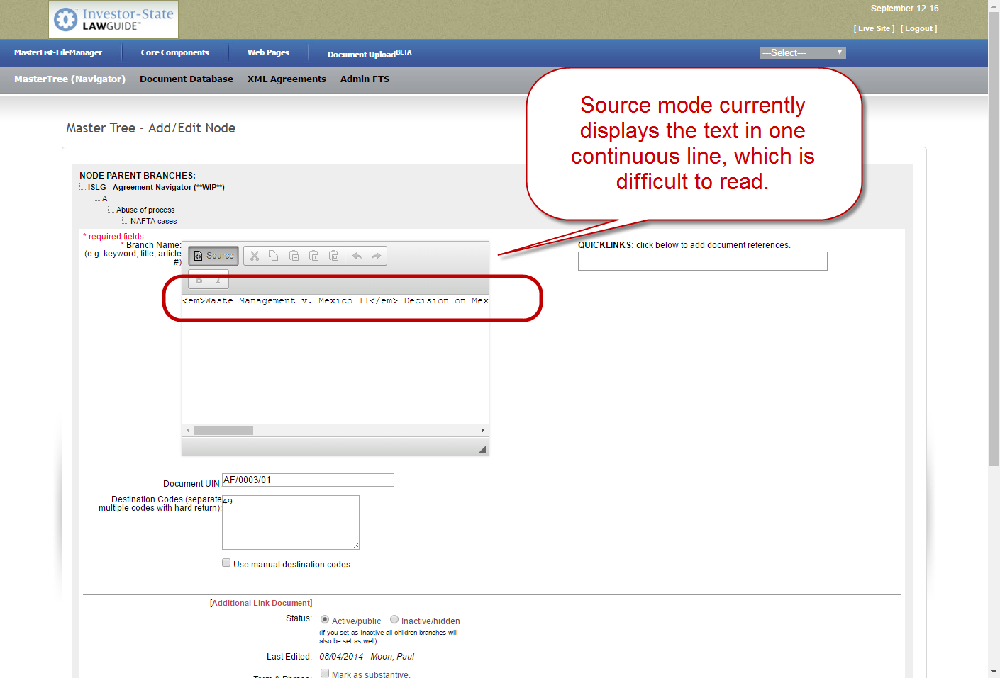 Investor-State
LAWGUIDE™
September-12-16
[ Live Site ] [ Logout ]
MasterList-FileManager Core Components Web Pages Document UploadBETA
---Select---
MasterTree (Navigator) Document Database XML Agreements Admin FTS
Source mode currently
displays the text in one
continuous line, which is
difficult to read.
Master Tree - Add/Edit Node
NODE PARENT BRANCHES:
ISLG - Agreement Navigator (**WIP**)
A
Abuse of process
NAFTA cases
* required fields
* Branch Name:
(e.g. keyword, title, article
#)
Source
B I
<em>Waste Management v. Mexico II</em> Decision on Mex
QUICKLINKS: click below to add document references.
Document UIN: AF/0003/01
Destination Codes (separate
multiple codes with hard return):
49
Use manual destination codes
[Additional Link Document]
Status: Active/public Inactive/hidden
(if you set as Inactive all children branches will
also be set as well)
Last Edited: 08/04/2014 - Moon, Paul
Term & Phrase: Mark as substantive.